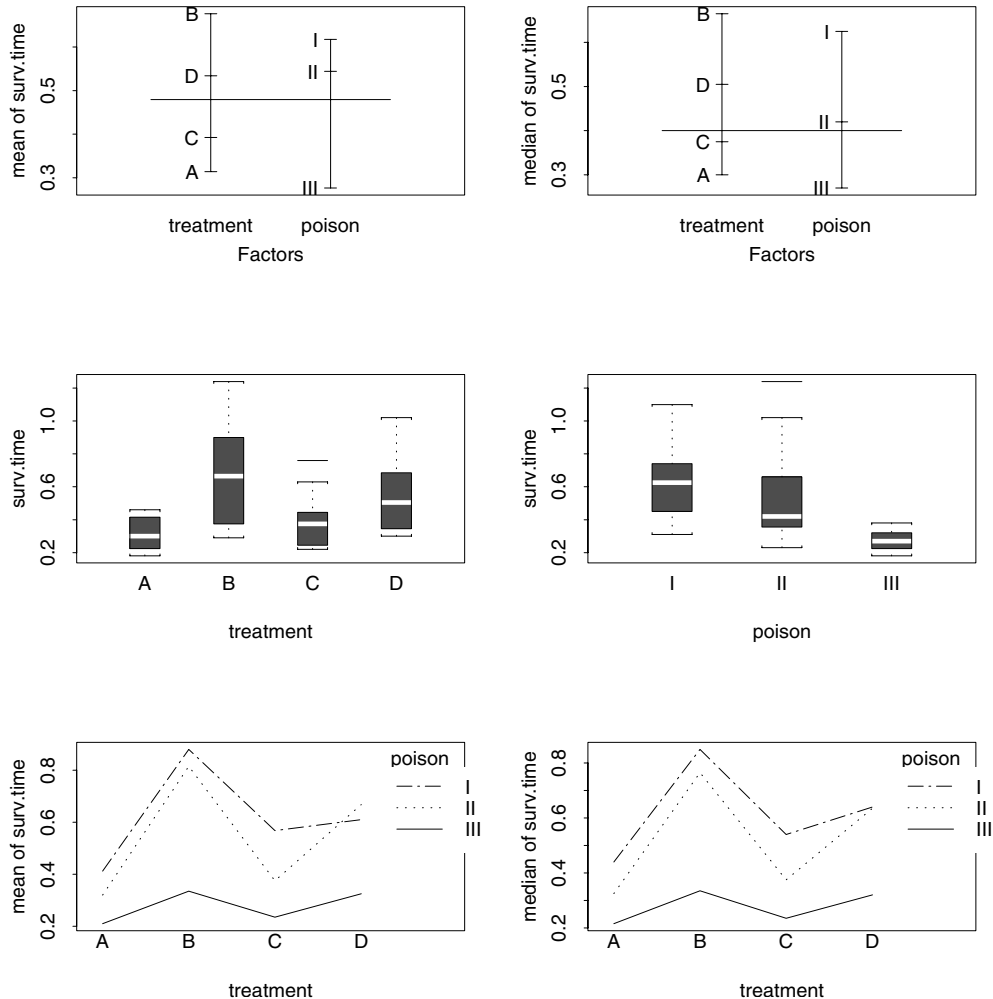 mean of surv.time
0.3
0.5
B
D
C
A
I
II
III
treatment
poison
Factors
median of surv.time
0.3
0.5
B
D
C
A
I
II
III
treatment
poison
Factors
surv.time
0.2
0.6
1.0
A
B
C
D
treatment
surv.time
0.2
0.6
1.0
I
II
III
poison
mean of surv.time
0.2
0.4
0.6
0.8
poison
I
II
III
A
B
C
D
treatment
median of surv.time
0.2
0.4
0.6
0.8
poison
I
II
III
A
B
C
D
treatment